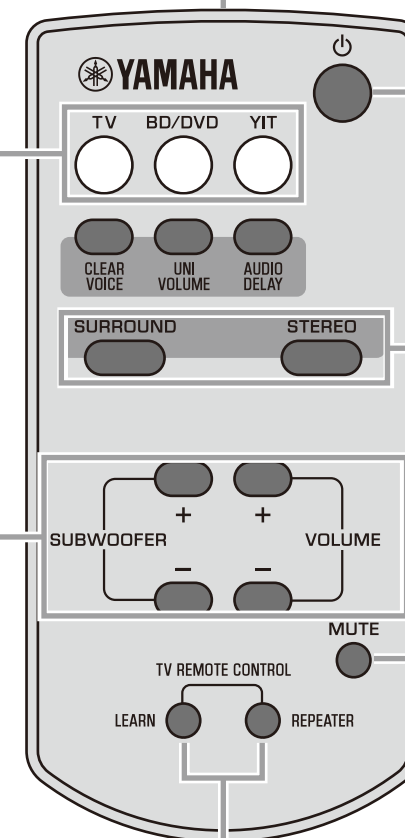 YAMAHA
TV BD/DVD YIT
CLEAR VOICE
UNI VOLUME
AUDIO DELAY
SURROUND STEREO
+ +
SUBWOOFER VOLUME
– –
MUTE
TV REMOTE CONTROL
LEARN REPEATER